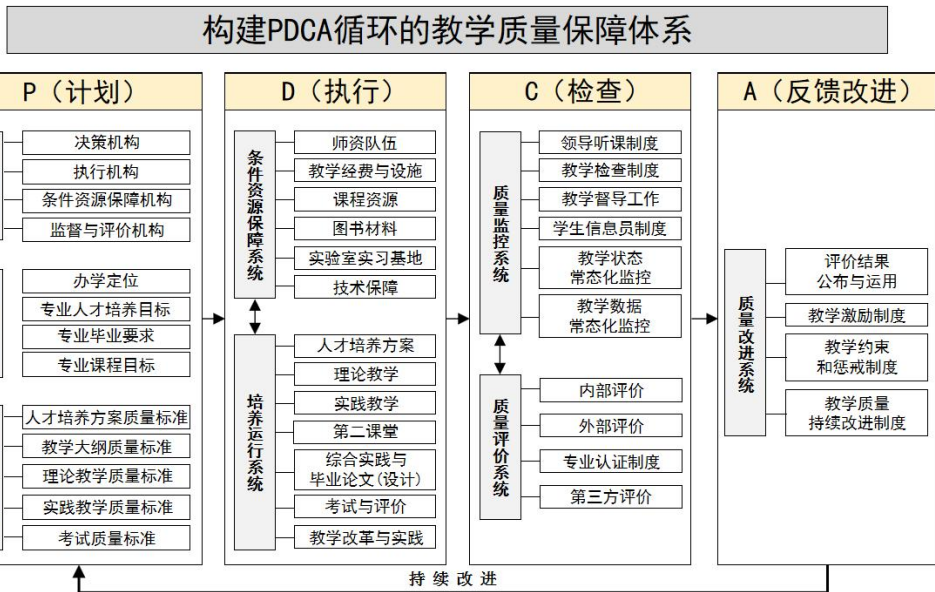 构建PDCA循环的教学质量保障体系
P（计划）
决策机构
执行机构
条件资源保障机构
监督与评价机构
办学定位
专业人才培养目标
专业毕业要求
专业课程目标
人才培养方案质量标准
教学大纲质量标准
理论教学质量标准
实践教学质量标准
考试质量标准
D（执行）
条件资源保障系统
师资队伍
教学经费与设施
课程资源
图书材料
实验室实习基地
技术保障
培养运行系统
人才培养方案
理论教学
实践教学
第二课堂
综合实践与
毕业论文(设计)
考试与评价
教学改革与实践
C（检查）
质量监控系统
领导听课制度
教学检查制度
教学督导工作
学生信息员制度
教学状态
常态化监控
教学数据
常态化监控
质量评价系统
内部评价
外部评价
专业认证制度
第三方评价
A（反馈改进）
质量改进系统
评价结果
公布与运用
教学激励制度
教学约束
和惩戒制度
教学质量
持续改进制度
持续改进